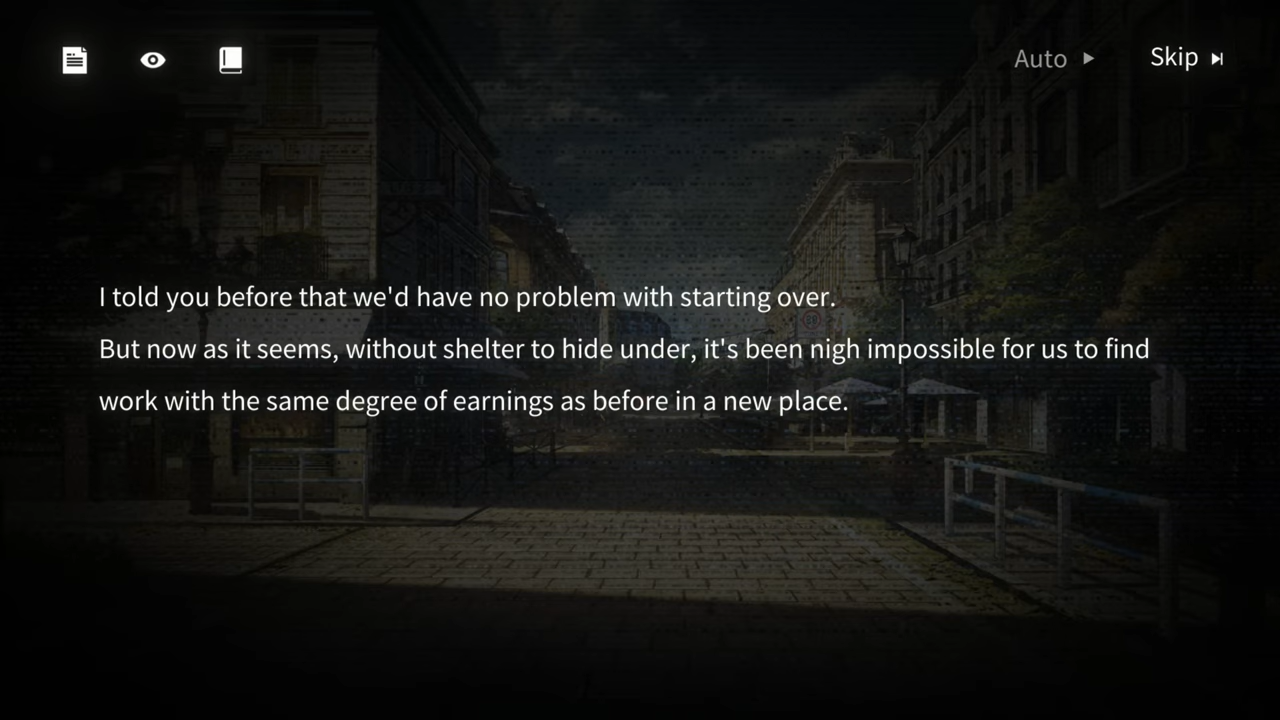 Auto
Skip
I told you before that we'd have no problem with starting over.
But now as it seems, without shelter to hide under, it's been nigh impossible for us to find
work with the same degree of earnings as before in a new place.